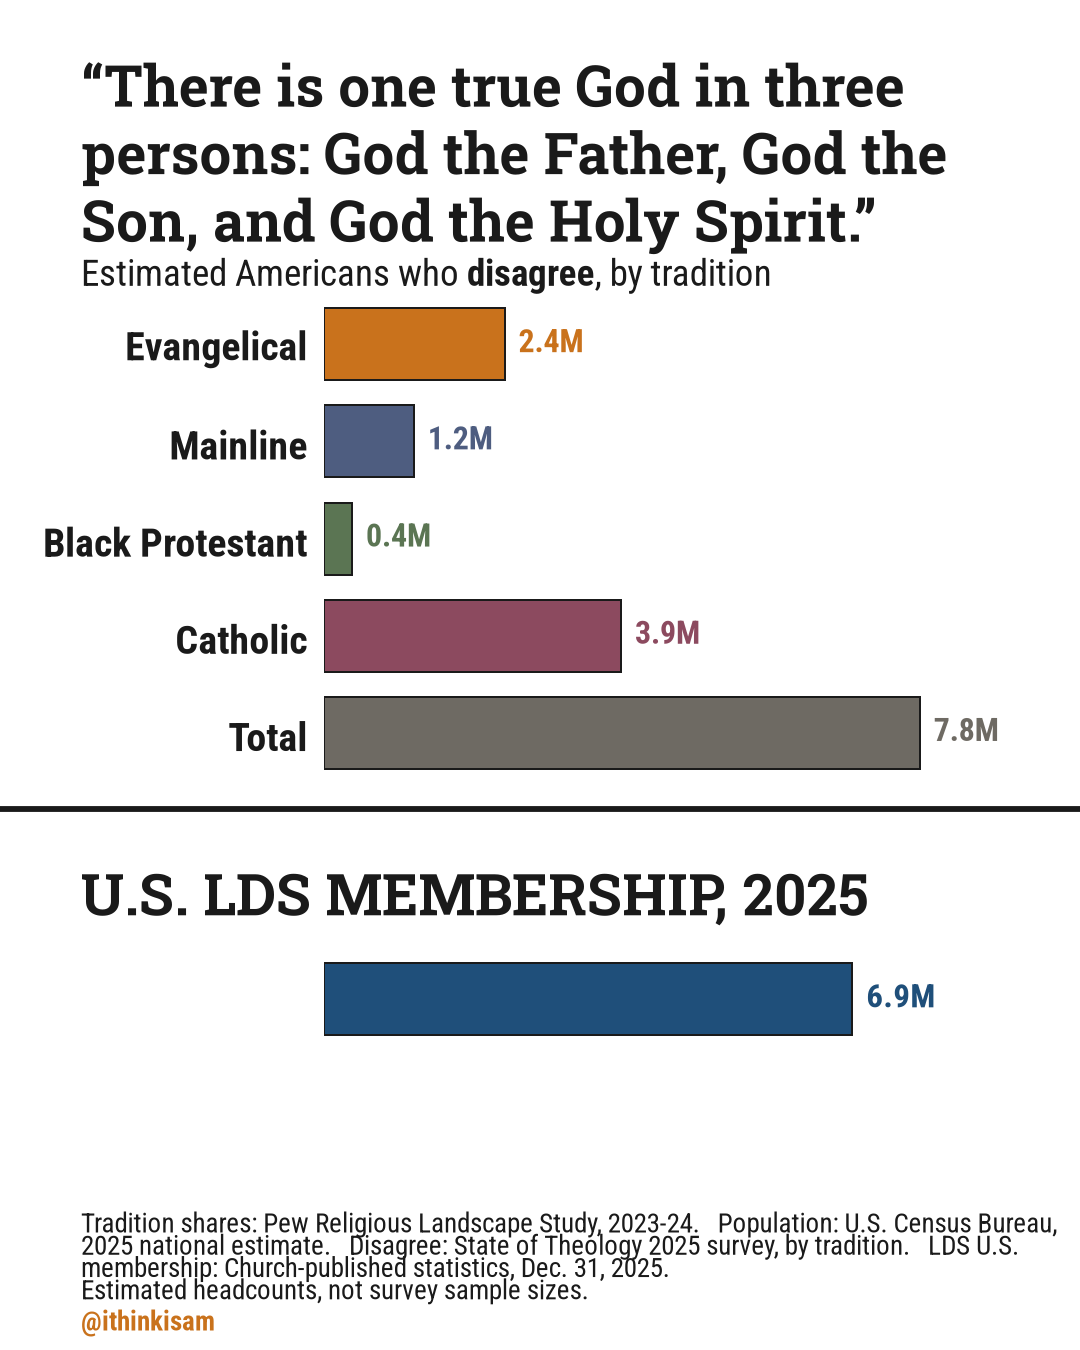 “There is one true God in three
persons: God the Father, God the
Son, and God the Holy Spirit.”
Estimated Americans who disagree, by tradition
Evangelical 2.4M
Mainline 1.2M
Black Protestant 0.4M
Catholic 3.9M
Total 7.8M
U.S. LDS MEMBERSHIP, 2025
6.9M
Tradition shares: Pew Religious Landscape Study, 2023-24. Population: U.S. Census Bureau,
2025 national estimate. Disagree: State of Theology 2025 survey, by tradition. LDS U.S.
membership: Church-published statistics, Dec. 31, 2025.
Estimated headcounts, not survey sample sizes.
@ithinkisam